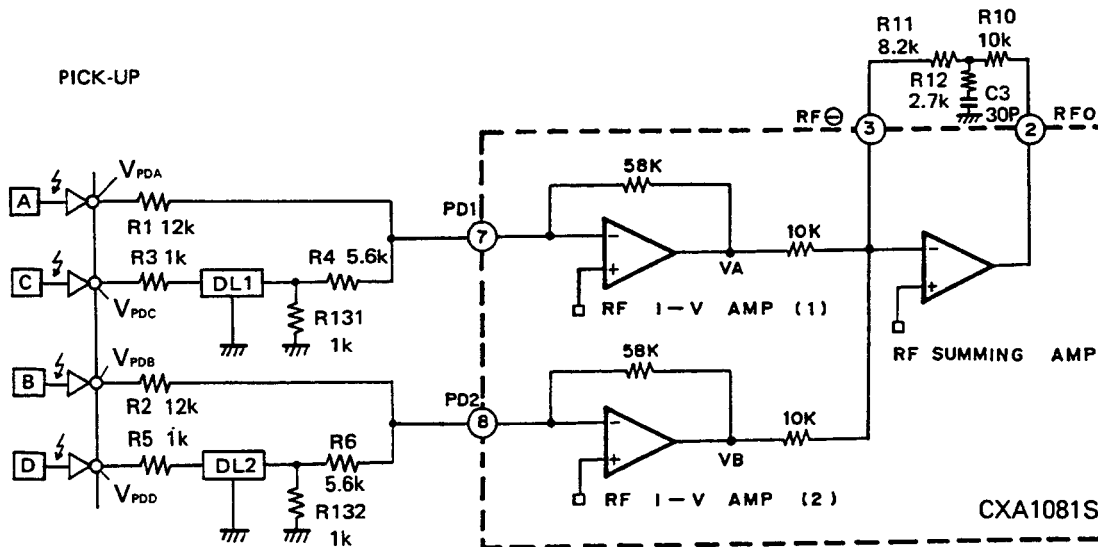 PICK-UP
R11
8.2k
R10
10k
R12
2.7k
C3
30P
RF⊖
3
2
RFO
A
VPDA
R1 12k
C
VPDC
R3 1k
DL1
R4 5.6k
R131
1k
PD1
7
58K
VA
10K
RF I-V AMP (1)
RF SUMMING AMP
B
VPDB
R2 12k
D
VPDD
R5 1k
DL2
R6
5.6k
R132
1k
PD2
8
58K
VB
10K
RF I-V AMP (2)
CXA1081S